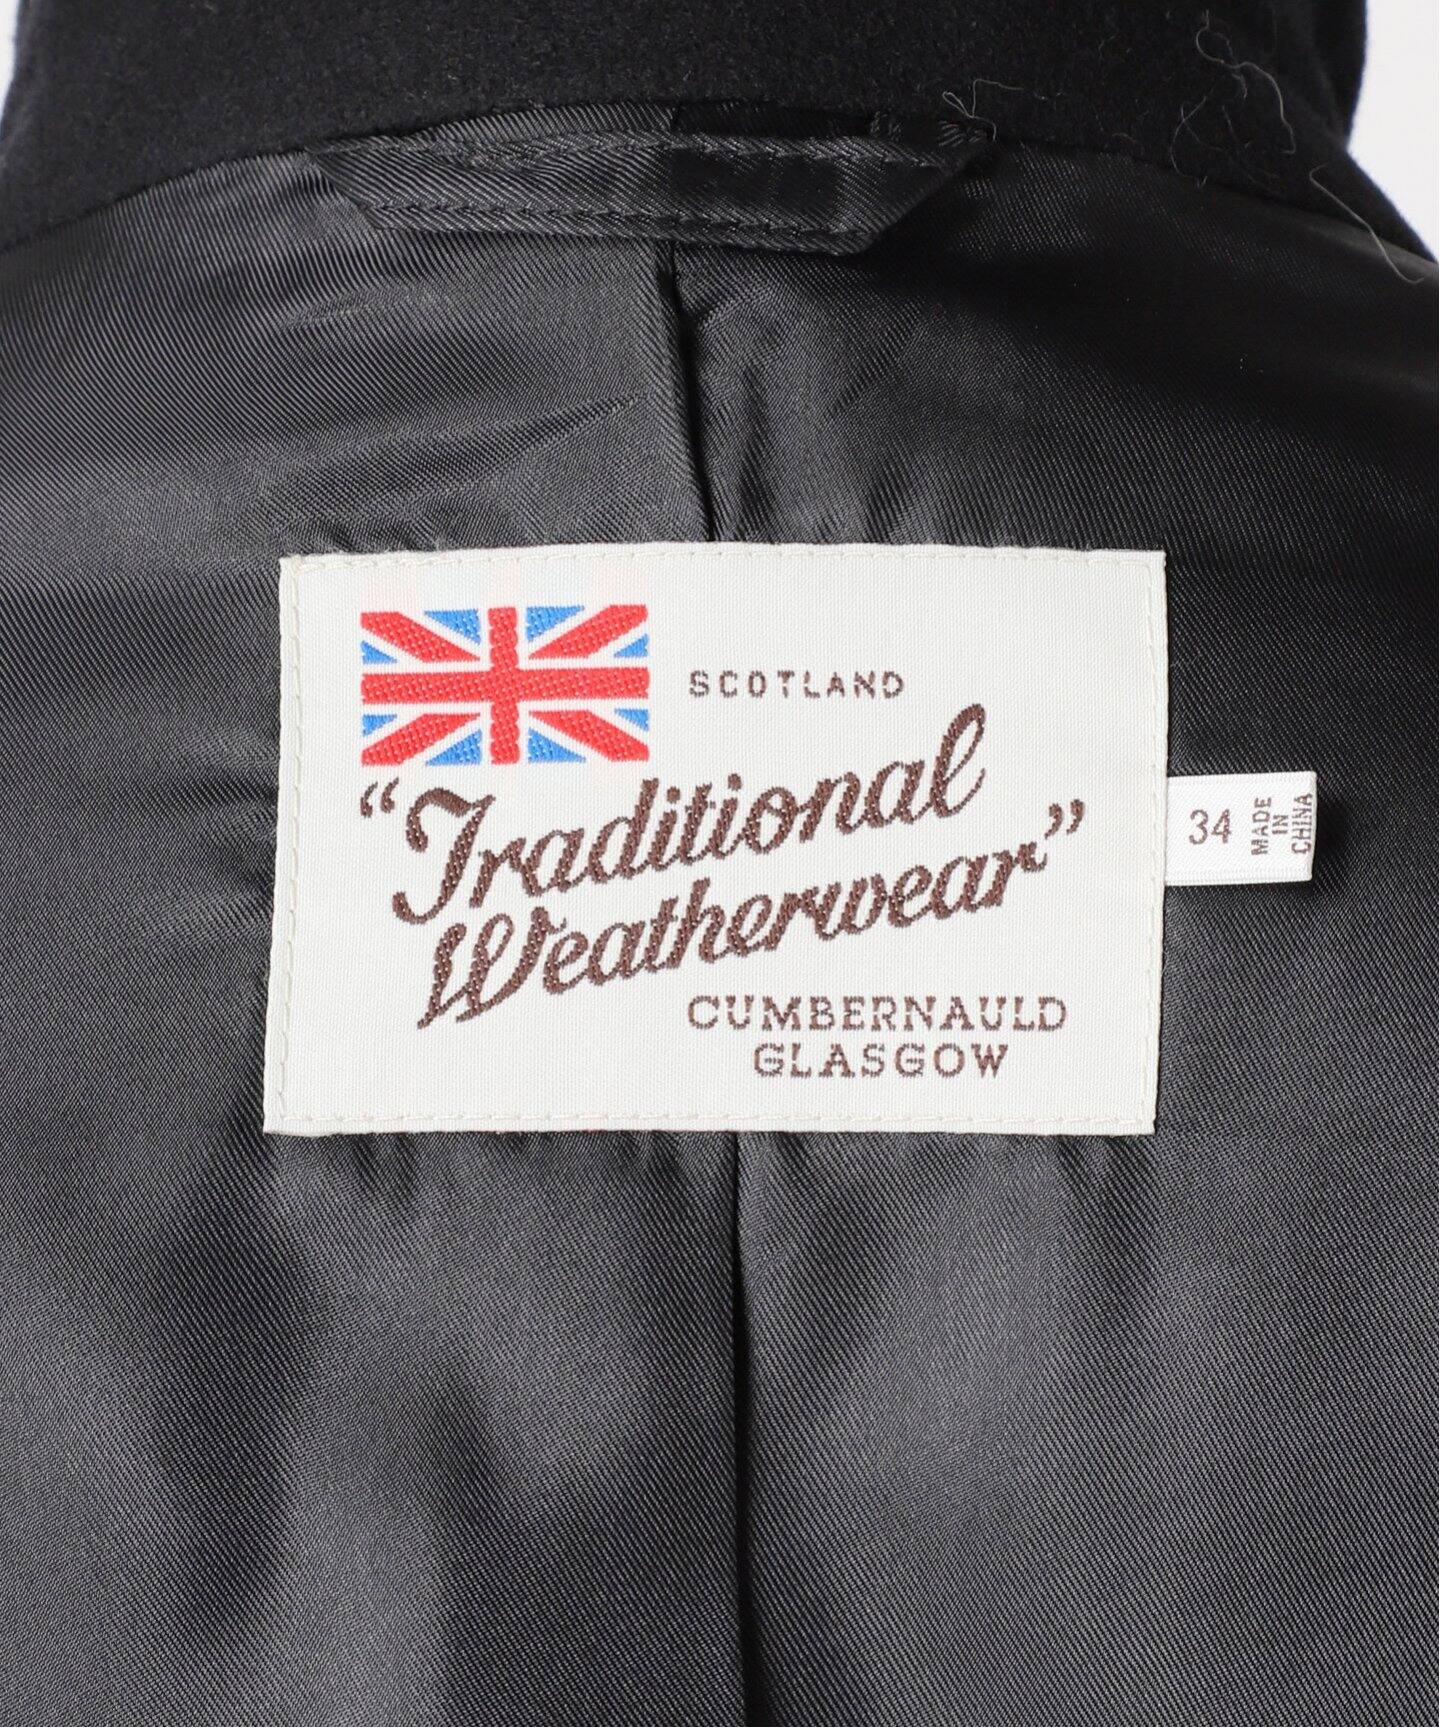 SCOTLAND
“Traditional
Weatherwear”
CUMBERNAULD
GLASGOW
34
MADE
IN
CHINA